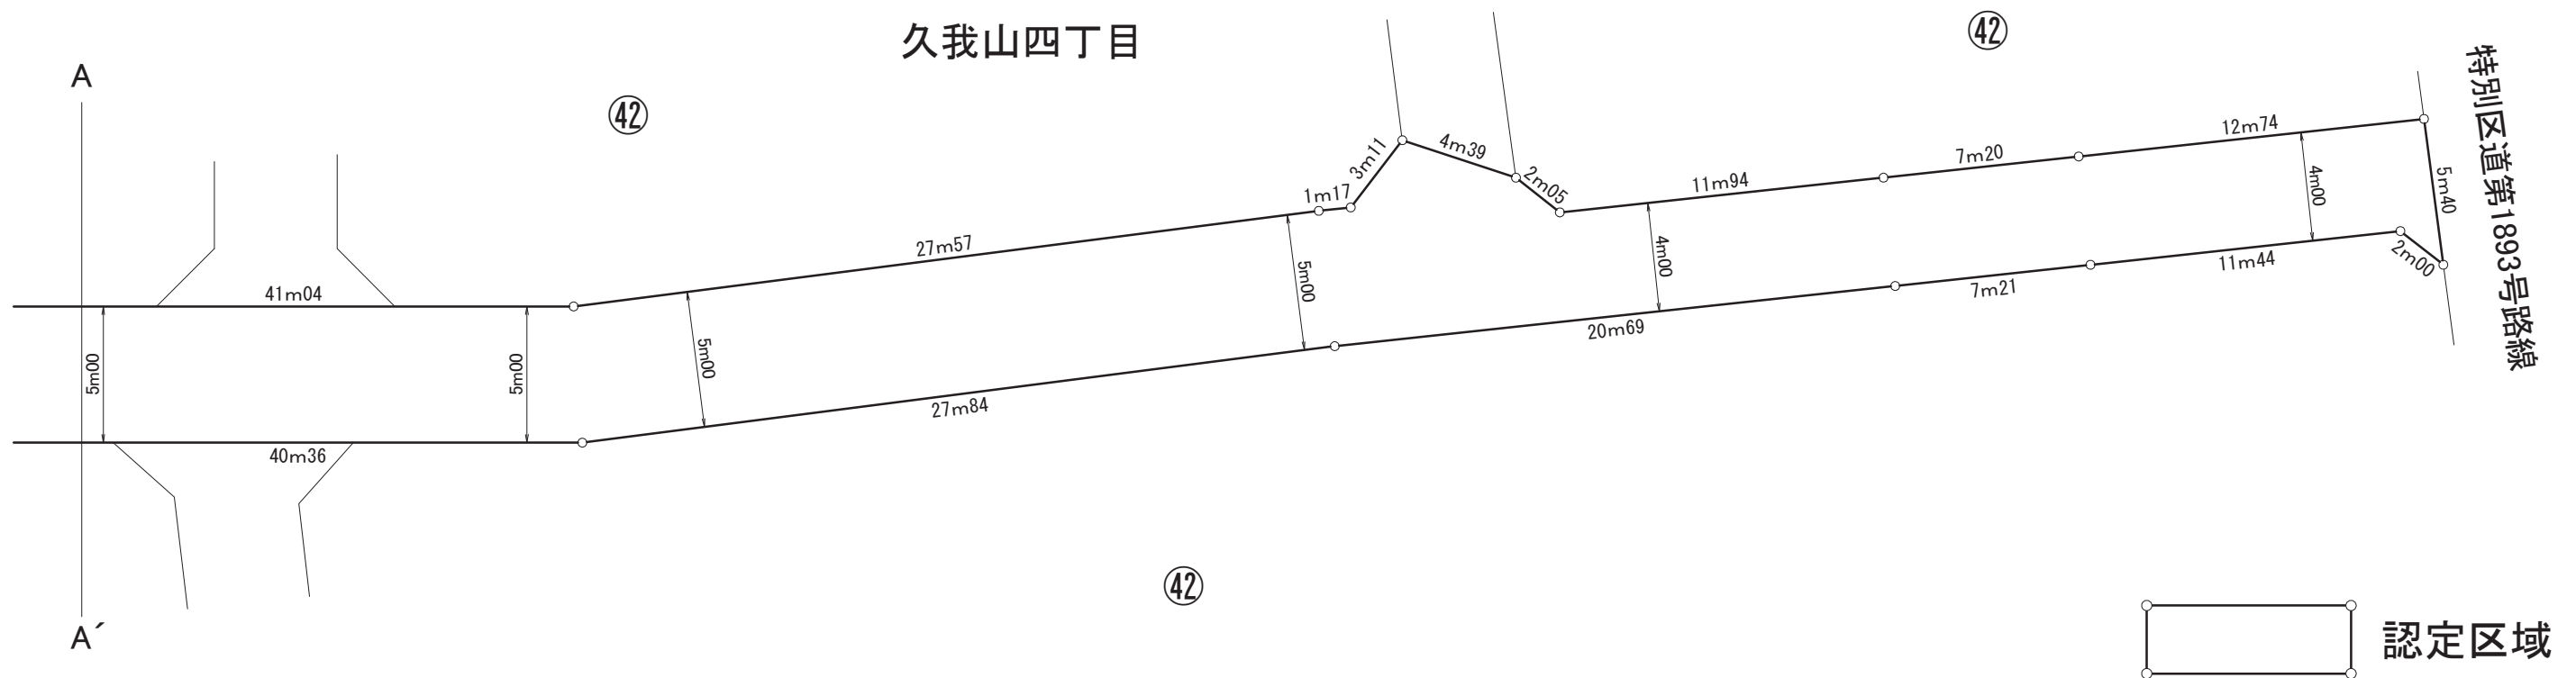 久我山四丁目
㊷
特別区道第1893号路線
A
㊷
12m74
4m39
3m11
7m20
2m05
11m94
1m17
4m00
5m40
27m57
4m00
2m00
5m00
41m04
11m44
7m21
20m69
5m00
5m00
5m00
27m84
40m36
㊷
A´
認定区域